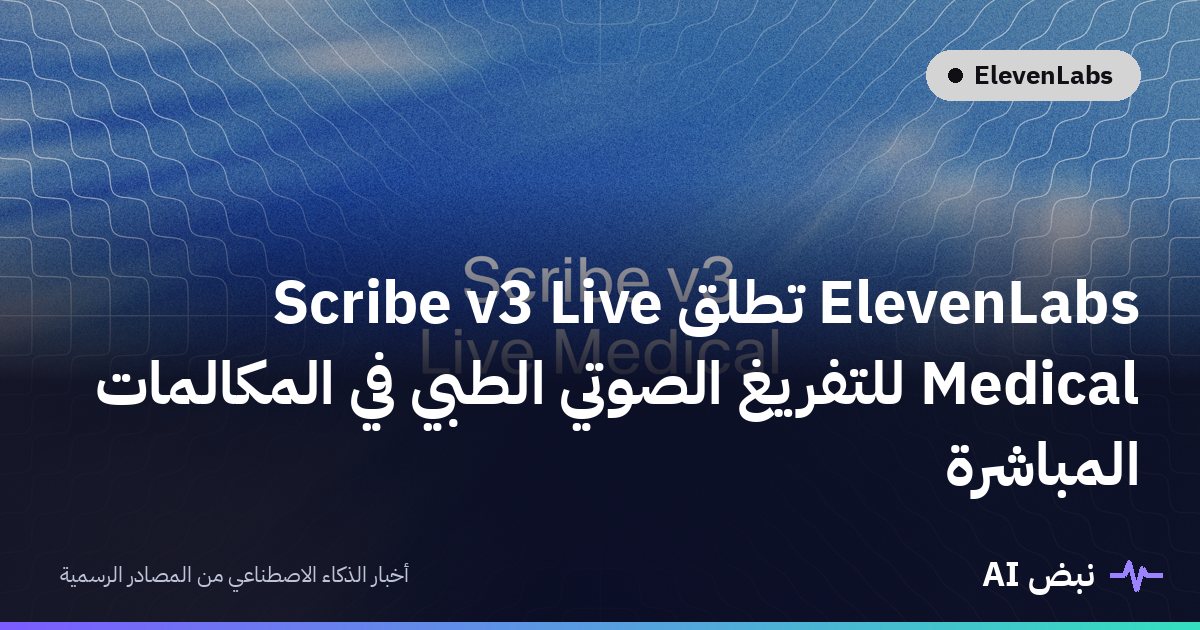 ElevenLabs
Scribe v3
Live Medical
ElevenLabs تطلق Scribe v3 Live
Medical للتفريغ الصوتي الطبي في المكالمات
المباشرة
نبض AI
أخبار الذكاء الاصطناعي من المصادر الرسمية